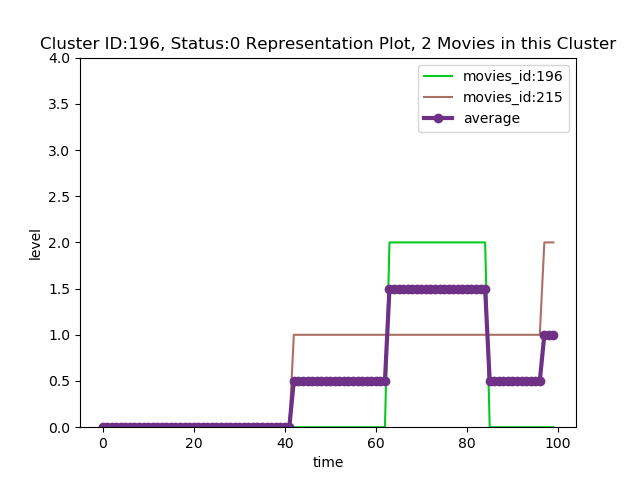 Cluster ID:196, Status:0 Representation Plot, 2 Movies in this Cluster
movies_id:196
movies_id:215
average
4.0
3.5
3.0
2.5
2.0
1.5
1.0
0.5
0.0
level
0 20 40 60 80 100
time